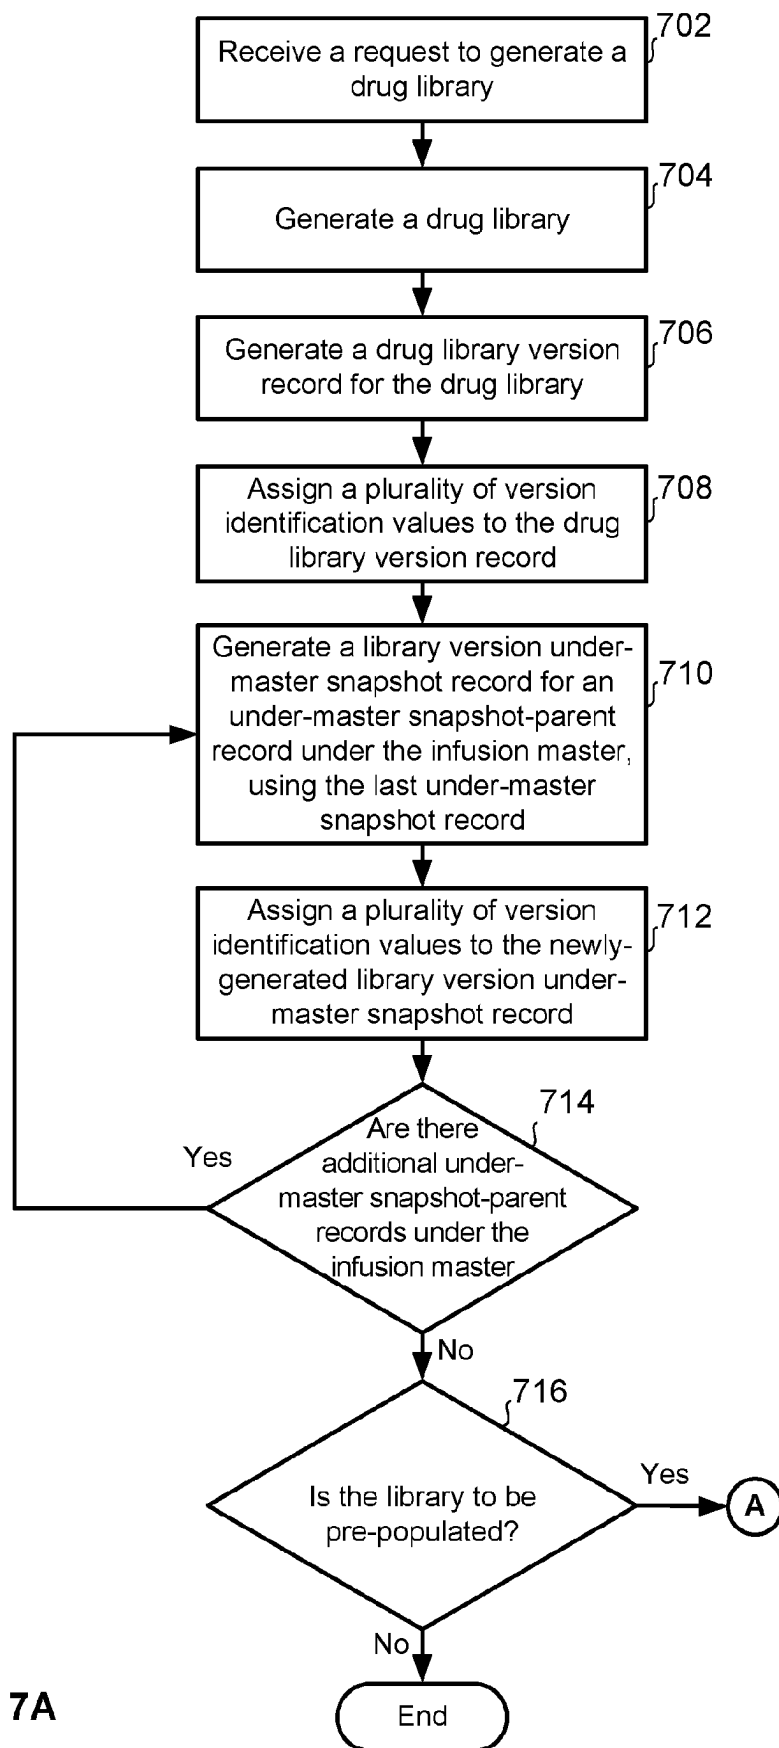 702
Receive a request to generate a
drug library
704
Generate a drug library
706
Generate a drug library version
record for the drug library
708
Assign a plurality of version
identification values to the drug
library version record
710
Generate a library version under-
master snapshot record for an
under-master snapshot-parent
record under the infusion master,
using the last under-master
snapshot record
712
Assign a plurality of version
identification values to the newly-
generated library version under-
master snapshot record
714
Are there
additional under-
master snapshot-parent
records under the
infusion master
Yes
No
716
Is the library to be
pre-populated?
Yes
A
No
End
7A